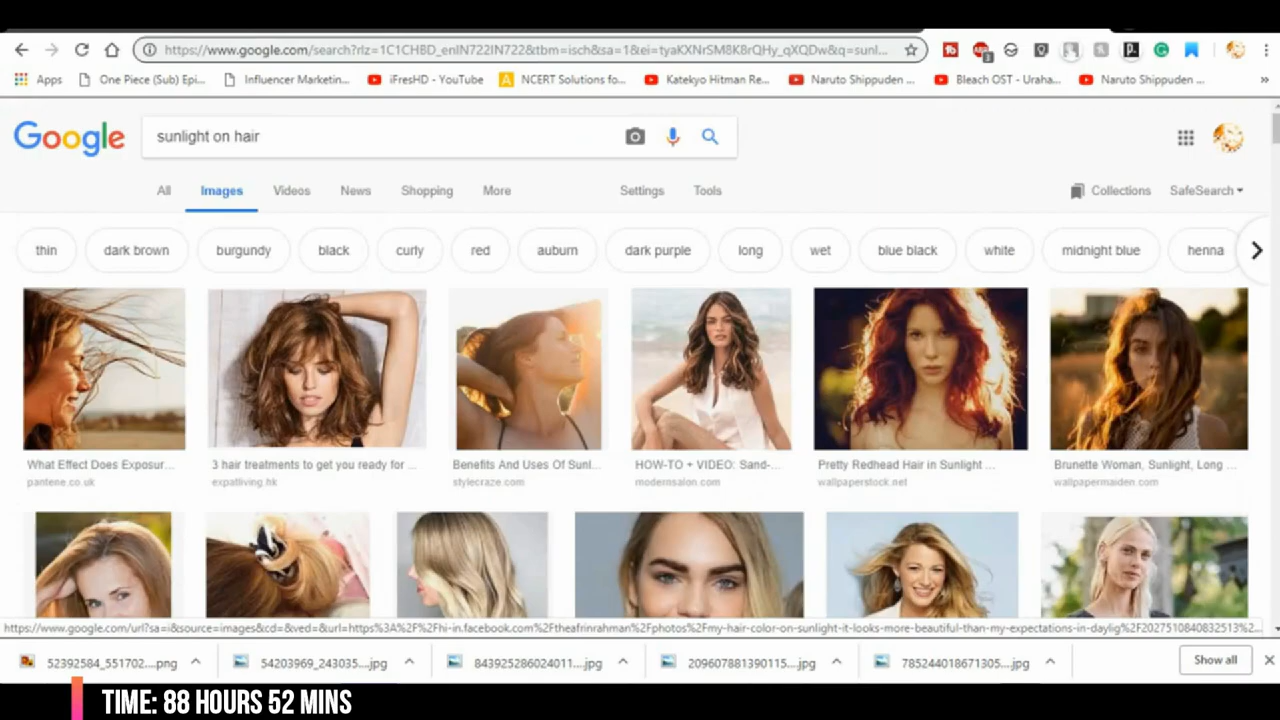 https://www.google.com/search?rlz=1C1CHBD_enIN722IN722&tbm=isch&sa=1&ei=tyaKXNrSM8K8rQHy_qXQDw&q=sunl...
Apps One Piece (Sub) Epi... Influencer Marketin... iFresHD - YouTube NCERT Solutions fo... Katekyo Hitman Re... Naruto Shippuden ... Bleach OST - Uraha... Naruto Shippuden ... »
Google sunlight on hair
All Images Videos News Shopping More Settings Tools Collections SafeSearch
thin dark brown burgundy black curly red auburn dark purple long wet blue black white midnight blue henna
What Effect Does Exposur... 3 hair treatments to get you ready for ... Benefits And Uses Of Sunl... HOW-TO + VIDEO: Sand-... Pretty Redhead Hair in Sunlight ... Brunette Woman, Sunlight, Long ...
pantene.co.uk expatliving.hk stylecraze.com modernsalon.com wallpaperstock.net wallpapermaiden.com
https://www.google.com/url?sa=i&source=images&cd=&ved=&url=https%3A%2F%2Fhi-in.facebook.com%2Ftheafrinrahman%2Fphotos%2Fmy-hair-color-on-sunlight-it-looks-more-beautiful-than-my-expectations-in-daylig%2F2027510840832513%2...
52392584_551702....png 54203969_243035....jpg 843925286024011....jpg 209607881390115....jpg 785244018671305....jpg Show all
TIME: 88 HOURS 52 MINS